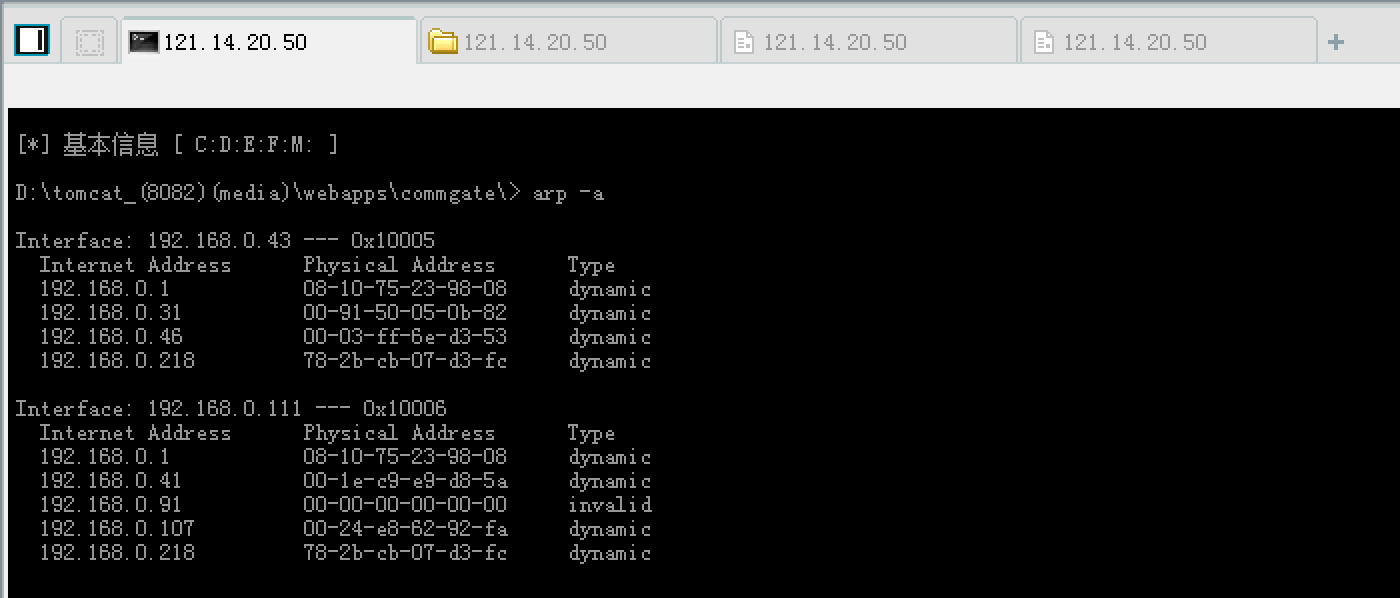 121.14.20.50 121.14.20.50 121.14.20.50 121.14.20.50 +
[*] 基本信息 [ C:D:E:F:M: ]
D:\tomcat_(8082)(media)\webapps\commgate\> arp -a
Interface: 192.168.0.43 --- 0x10005
Internet Address Physical Address Type
192.168.0.1 08-10-75-23-98-08 dynamic
192.168.0.31 00-91-50-05-0b-82 dynamic
192.168.0.46 00-03-ff-6e-d3-53 dynamic
192.168.0.218 78-2b-cb-07-d3-fc dynamic
Interface: 192.168.0.111 --- 0x10006
Internet Address Physical Address Type
192.168.0.1 08-10-75-23-98-08 dynamic
192.168.0.41 00-1e-c9-e9-d8-5a dynamic
192.168.0.91 00-00-00-00-00-00 invalid
192.168.0.107 00-24-e8-62-92-fa dynamic
192.168.0.218 78-2b-cb-07-d3-fc dynamic